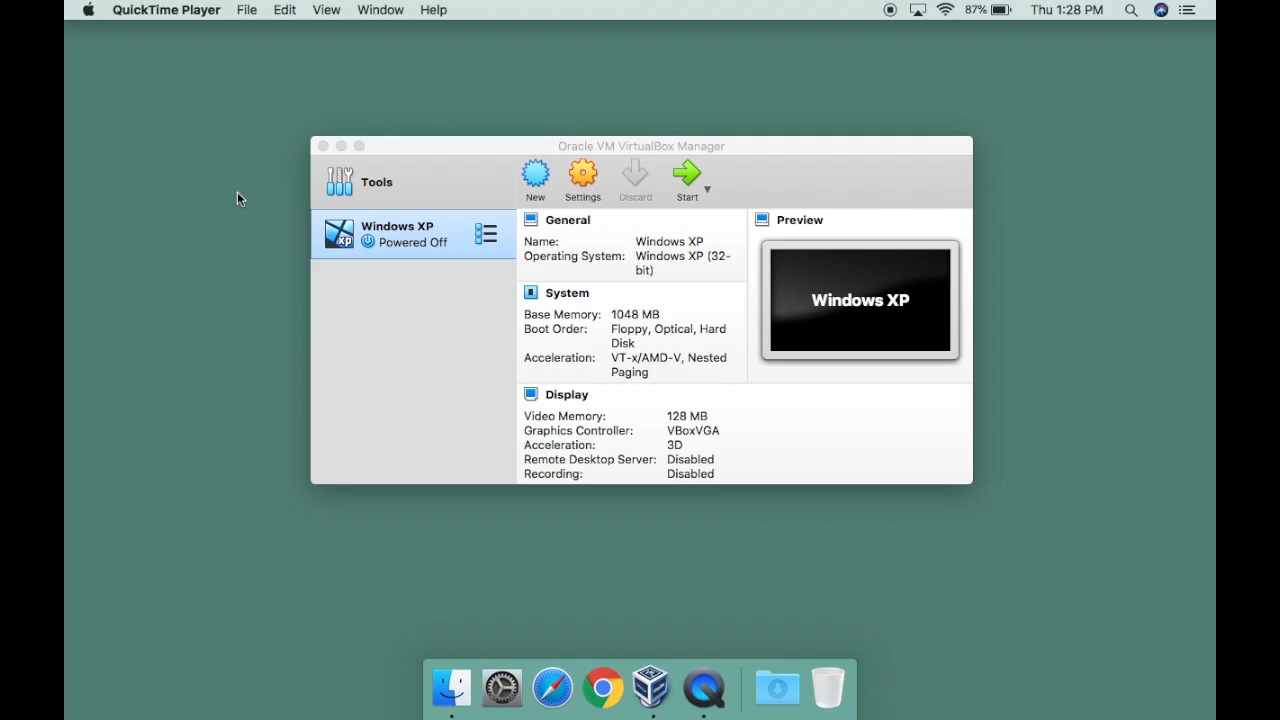 QuickTime Player File Edit View Window Help 87% Thu 1:28 PM
Oracle VM VirtualBox Manager
Tools
New Settings Discard Start
Windows XP
Powered Off
xp
General
Name: Windows XP
Operating System: Windows XP (32-
bit)
System
Base Memory: 1048 MB
Boot Order: Floppy, Optical, Hard
Disk
Acceleration: VT-x/AMD-V, Nested
Paging
Preview
Windows XP
Display
Video Memory: 128 MB
Graphics Controller: VBoxVGA
Acceleration: 3D
Remote Desktop Server: Disabled
Recording: Disabled